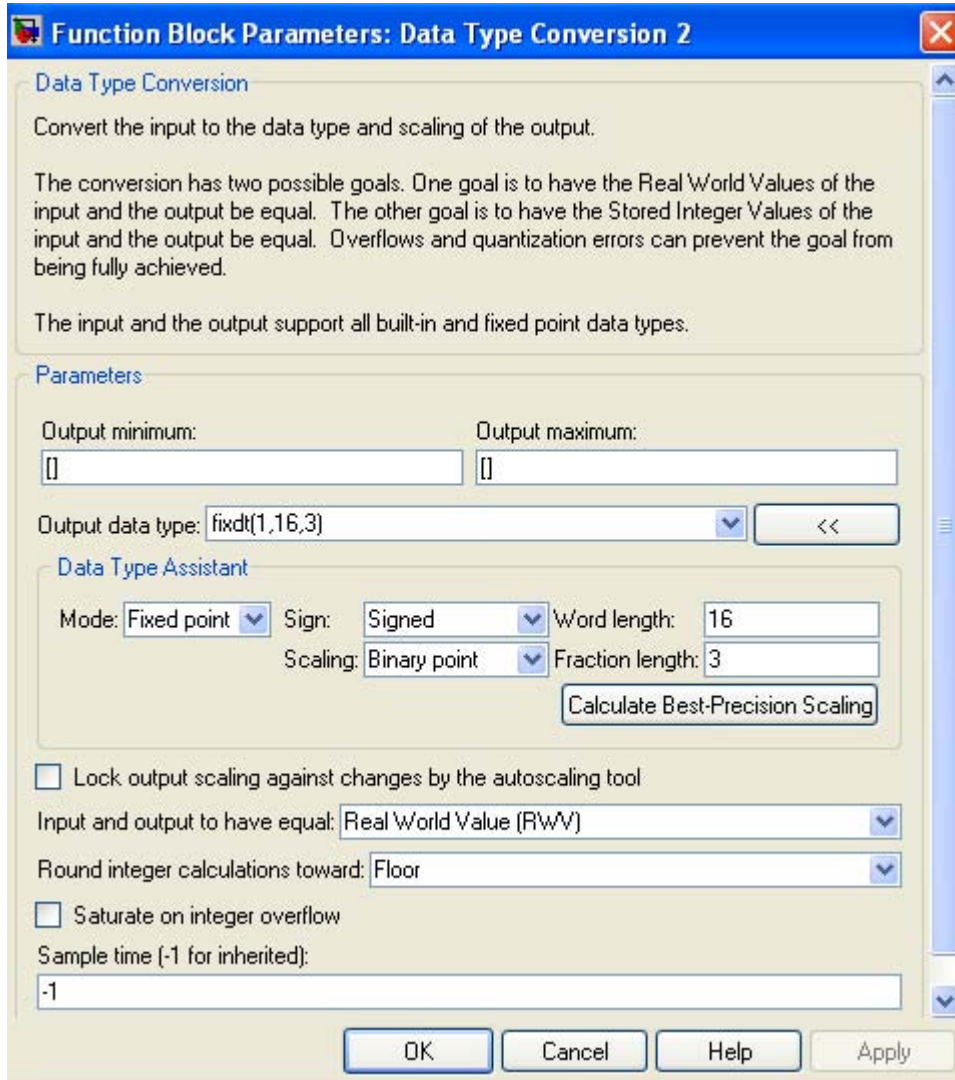 Function Block Parameters: Data Type Conversion 2
Data Type Conversion
Convert the input to the data type and scaling of the output.
The conversion has two possible goals. One goal is to have the Real World Values of the
input and the output be equal.  The other goal is to have the Stored Integer Values of the
input and the output be equal.  Overflows and quantization errors can prevent the goal from
being fully achieved.
The input and the output support all built-in and fixed point data types.
Parameters
Output minimum: Output maximum:
[] []
Output data type: fixdt(1,16,3) <<
Data Type Assistant
Mode: Fixed point Sign: Signed Word length: 16
Scaling: Binary point Fraction length: 3
Calculate Best-Precision Scaling
Lock output scaling against changes by the autoscaling tool
Input and output to have equal: Real World Value (RWV)
Round integer calculations toward: Floor
Saturate on integer overflow
Sample time (-1 for inherited):
-1
OK Cancel Help Apply